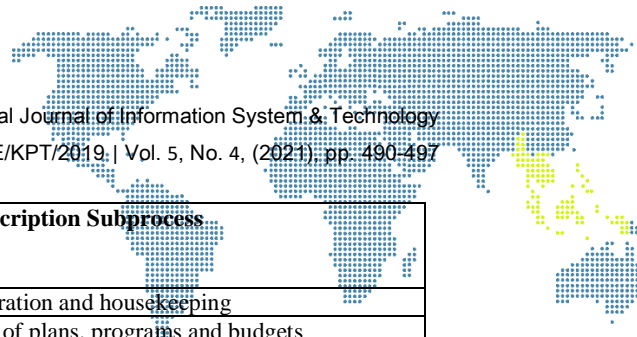 al Journal of Information System & Technology
E/KPT/2019 | Vol. 5, No. 4, (2021), pp. 490-497
cription Subprocess
ration and housekeeping
of plans, programs and budgets